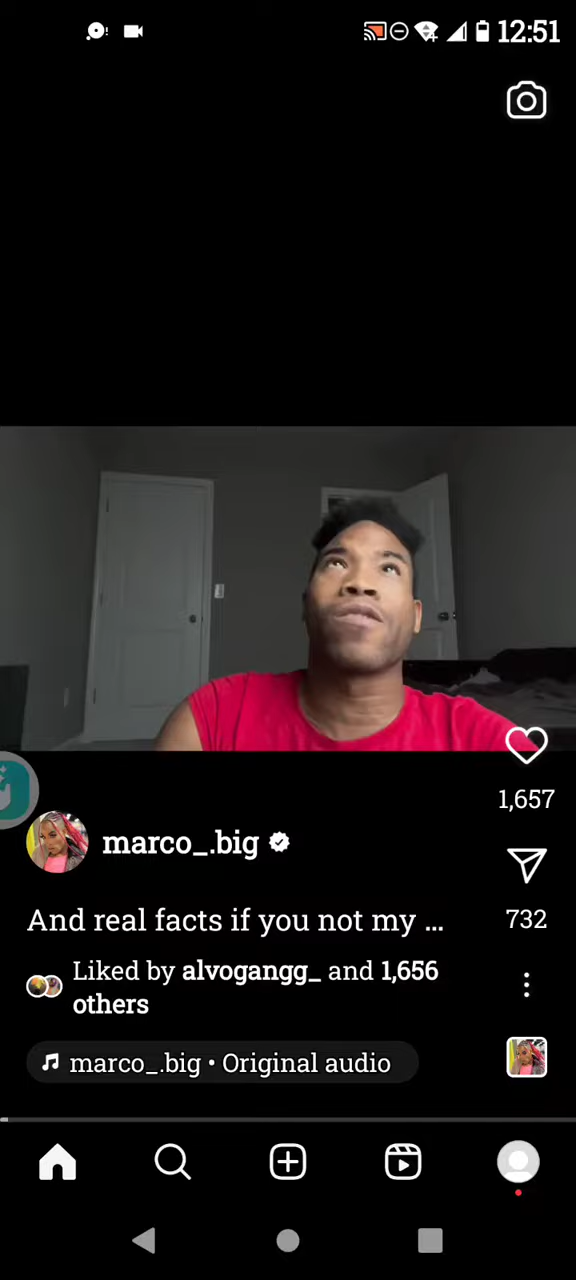 12:51
1,657
marco_.big
And real facts if you not my ...
732
Liked by alvogangg_ and 1,656
others
marco_.big • Original audio